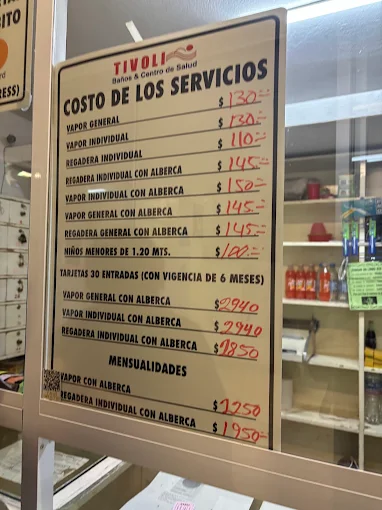 BITO
RESS)
TIVOLI
Baños & Centro de Salud
COSTO DE LOS SERVICIOS
VAPOR GENERAL $ 130=
VAPOR INDIVIDUAL $ 130=
REGADERA INDIVIDUAL $ 110=
REGADERA INDIVIDUAL CON ALBERCA $ 145=
VAPOR INDIVIDUAL CON ALBERCA $ 150=
VAPOR GENERAL CON ALBERCA $ 145=
REGADERA GENERAL CON ALBERCA $ 145=
NIÑOS MENORES DE 1.20 MTS. $ 100=
TARJETAS 30 ENTRADAS (CON VIGENCIA DE 6 MESES)
VAPOR GENERAL CON ALBERCA $2940
VAPOR INDIVIDUAL CON ALBERCA $ 2940
REGADERA INDIVIDUAL CON ALBERCA $2850
MENSUALIDADES
VAPOR CON ALBERCA $2250
REGADERA INDIVIDUAL CON ALBERCA $ 1950=